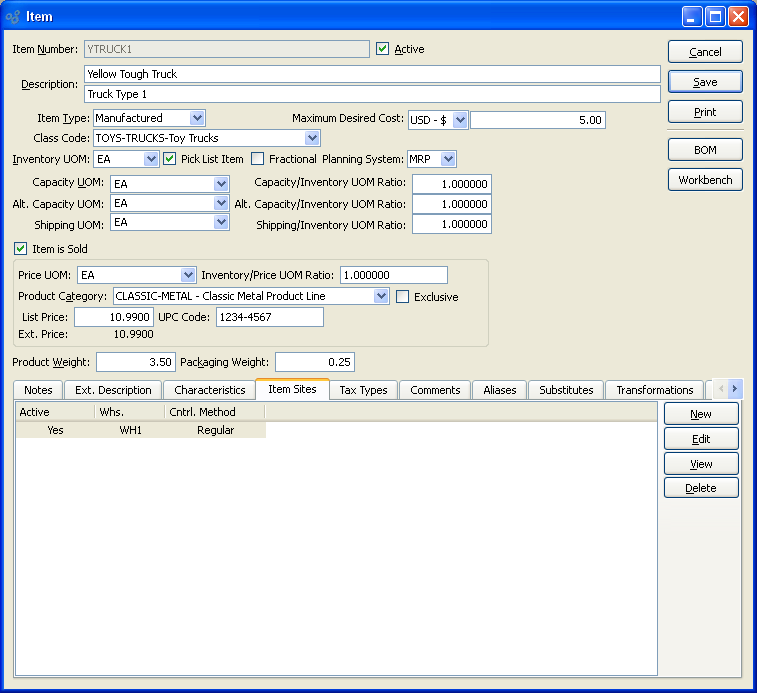 Item
Item Number: YTRUCK1 Active Cancel
Description: Yellow Tough Truck Save
Truck Type 1
Item Type: Manufactured Maximum Desired Cost: USD - $ 5.00 Print
Class Code: TOYS-TRUCKS-Toy Trucks
Inventory UOM: EA Pick List Item Fractional Planning System: MRP BOM
Capacity UOM: EA Capacity/Inventory UOM Ratio: 1.000000 Workbench
Alt. Capacity UOM: EA Alt. Capacity/Inventory UOM Ratio: 1.000000
Shipping UOM: EA Shipping/Inventory UOM Ratio: 1.000000
Item is Sold
Price UOM: EA Inventory/Price UOM Ratio: 1.000000
Product Category: CLASSIC-METAL - Classic Metal Product Line Exclusive
List Price: 10.9900 UPC Code: 1234-4567
Ext. Price: 10.9900
Product Weight: 3.50 Packaging Weight: 0.25
Notes Ext. Description Characteristics Item Sites Tax Types Comments Aliases Substitutes Transformations
Active Whs. Cntrl. Method New
Yes WH1 Regular
Edit
View
Delete